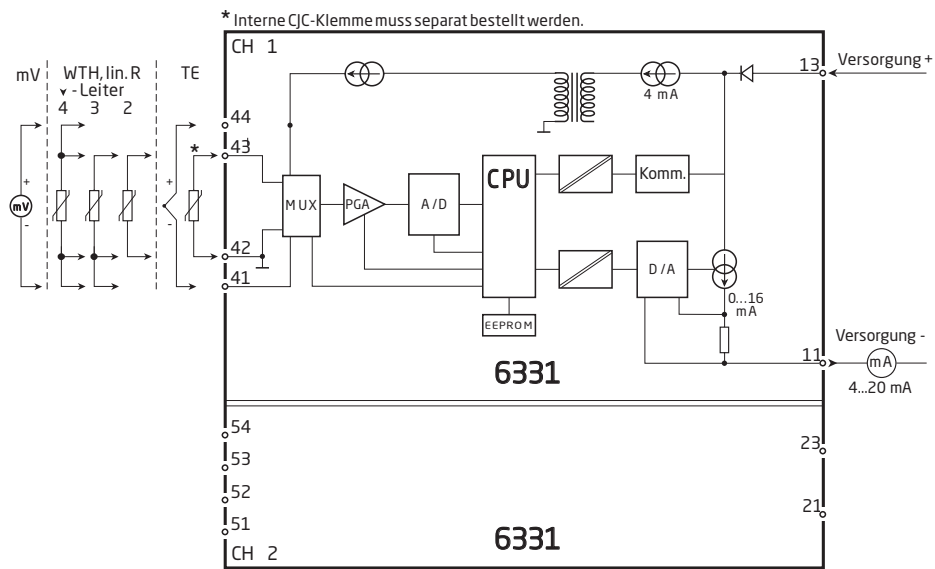 * Interne CJC-Klemme muss separat bestellt werden.
CH 1
mV
WTH, lin. R
- Leiter
4 3 2
TE
44
*
43
42
41
+
mV
-
+
-
MUX
PGA
A/D
CPU
EEPROM
Komm.
D/A
4 mA
0...16
mA
13
Versorgung +
11
Versorgung -
mA
4...20 mA
6331
54
53
52
51
23
21
6331
CH 2